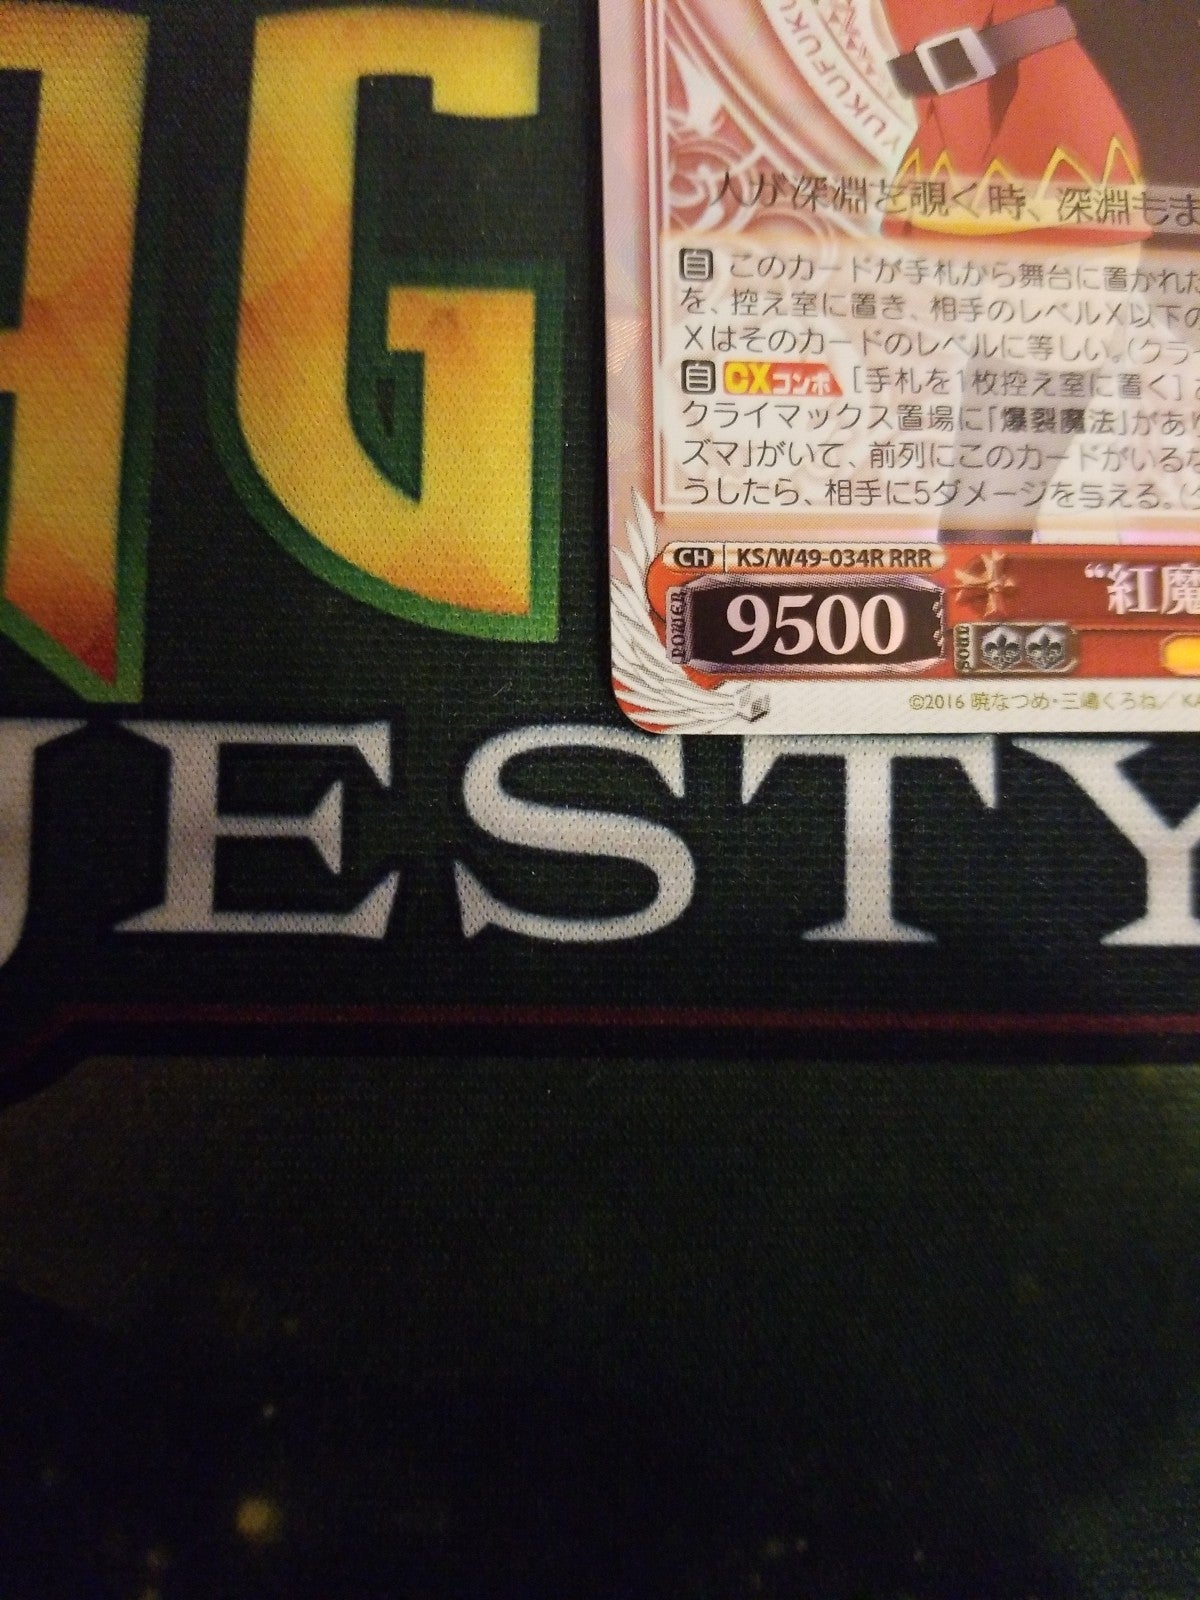 AG
JESTY
YUKUFUKU
人が深淵を覗く時、深淵もま
自 このカードが手札から舞台に置かれた
を、控え室に置き、相手のレベルX以下の
Xはそのカードのレベルに等しい。(クラ
自 CXコンボ [手札を1枚控え室に置く]
クライマックス置場に「爆裂魔法」があり
ズマ」がいて、前列にこのカードがいるな
うしたら、相手に5ダメージを与える。(
CH KS/W49-034R RRR
POWER 9500 SOUL
“紅魔
©2016 暁なつめ・三嶋くろね/